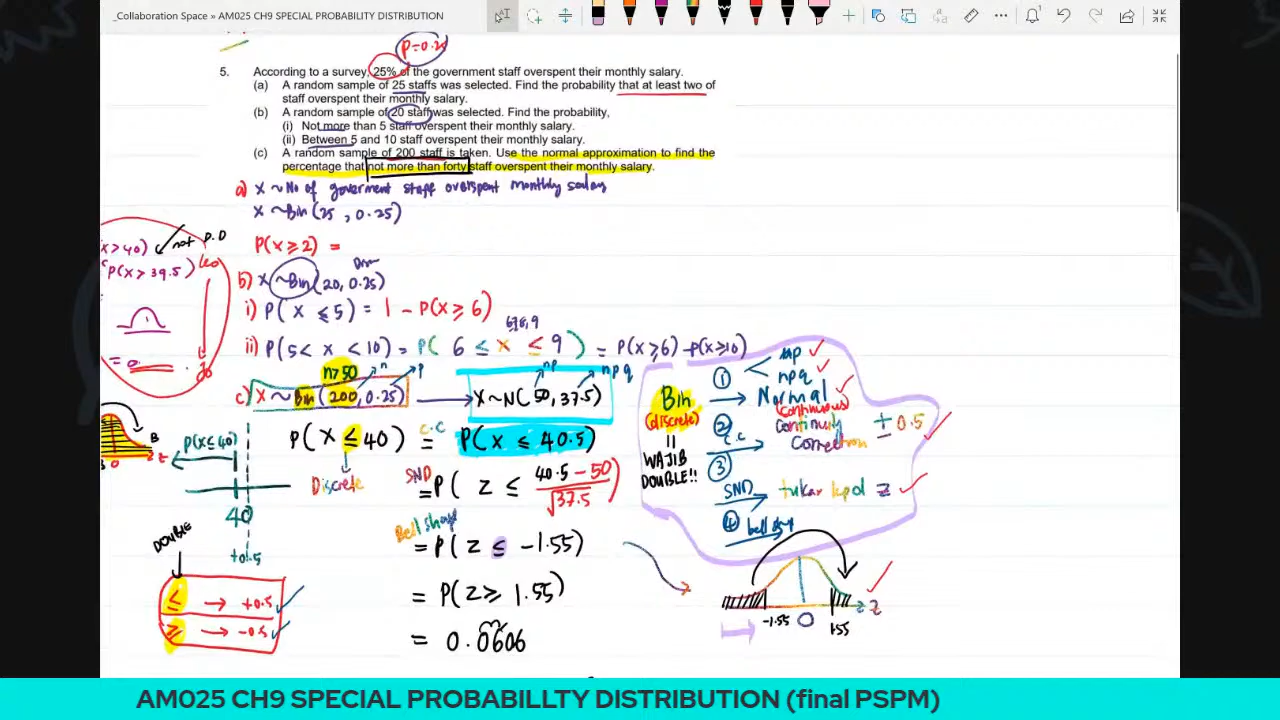 _Collaboration Space » AM025 CH9 SPECIAL PROBABILITY DISTRIBUTION
5. According to a survey, 25% of the government staff overspent their monthly salary.
(a) A random sample of 25 staffs was selected. Find the probability that at least two of
staff overspent their monthly salary.
(b) A random sample of 20 staff was selected. Find the probability,
(i) Not more than 5 staff overspent their monthly salary.
(ii) Between 5 and 10 staff overspent their monthly salary.
(c) A random sample of 200 staff is taken. Use the normal approximation to find the
percentage that not more than forty staff overspent their monthly salary.
a) X ~ No of goverment staff overspent monthly salary
X ~ Bin (25, 0.25)
P(X ≥ 2) =
not P.D
(X > 40)
P(X > 39.5)
b) X ~ Bin (20, 0.25)
i) P(X ≤ 5) = 1 - P(X ≥ 6)
6,7,8,9
ii) P(5 < X < 10) = P(6 ≤ X ≤ 9) = P(X ≥ 6) - P(X ≥ 10)
n > 50
n
p
np
npq
c) X ~ Bin (200, 0.25) → X ~ N(50, 37.5)
P(X ≤ 40) = P(X ≤ 40.5)
c.c
Discrete
SND
= P(Z ≤ 40.5 - 50 / √37.5)
Bell shape
= P(Z ≤ -1.55)
= P(Z ≥ 1.55)
= 0.0606
P(X ≤ 40)
40
+0.5
DOUBLE
≤ → +0.5
≥ → -0.5
Bin
(discrete)
WAJIB
DOUBLE!!
① np
npq
Normal
(continuous)
② c.c
continuity
correction ± 0.5
③ SND tukar kpd Z
④ bell shape
-1.55 0 1.55 Z
AM025 CH9 SPECIAL PROBABILLTY DISTRIBUTION (final PSPM)